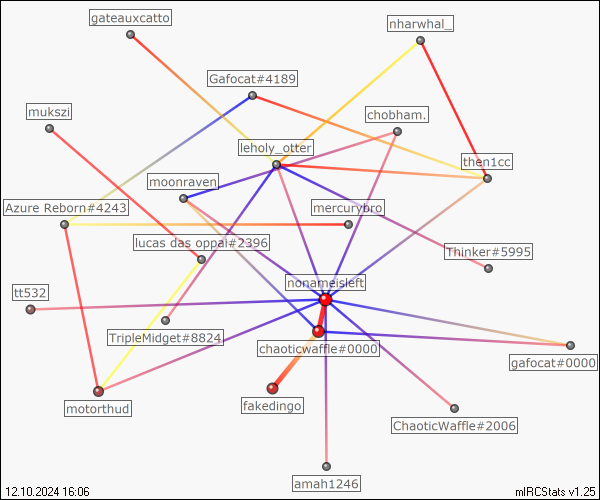 gateauxcatto
nharwhal_
Gafocat#4189
mukszi
chobham.
leholy_otter
then1cc
moonraven
Azure Reborn#4243
mercurybro
lucas das oppai#2396
Thinker#5995
nonameisleft
tt532
TripleMidget#8824
chaoticwaffle#0000
gafocat#0000
motorthud
fakedingo
ChaoticWaffle#2006
amah1246
12.10.2024 16:06
mIRCStats v1.25